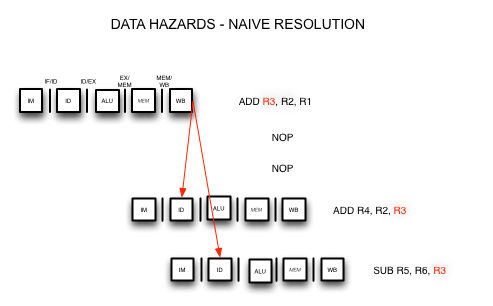 DATA HAZARDS - NAIVE RESOLUTION
IF/ID ID/EX EX/MEM MEM/WB
IM ID ALU MEM WB ADD R3, R2, R1
NOP
NOP
IM ID ALU MEM WB ADD R4, R2, R3
IM ID ALU MEM WB SUB R5, R6, R3